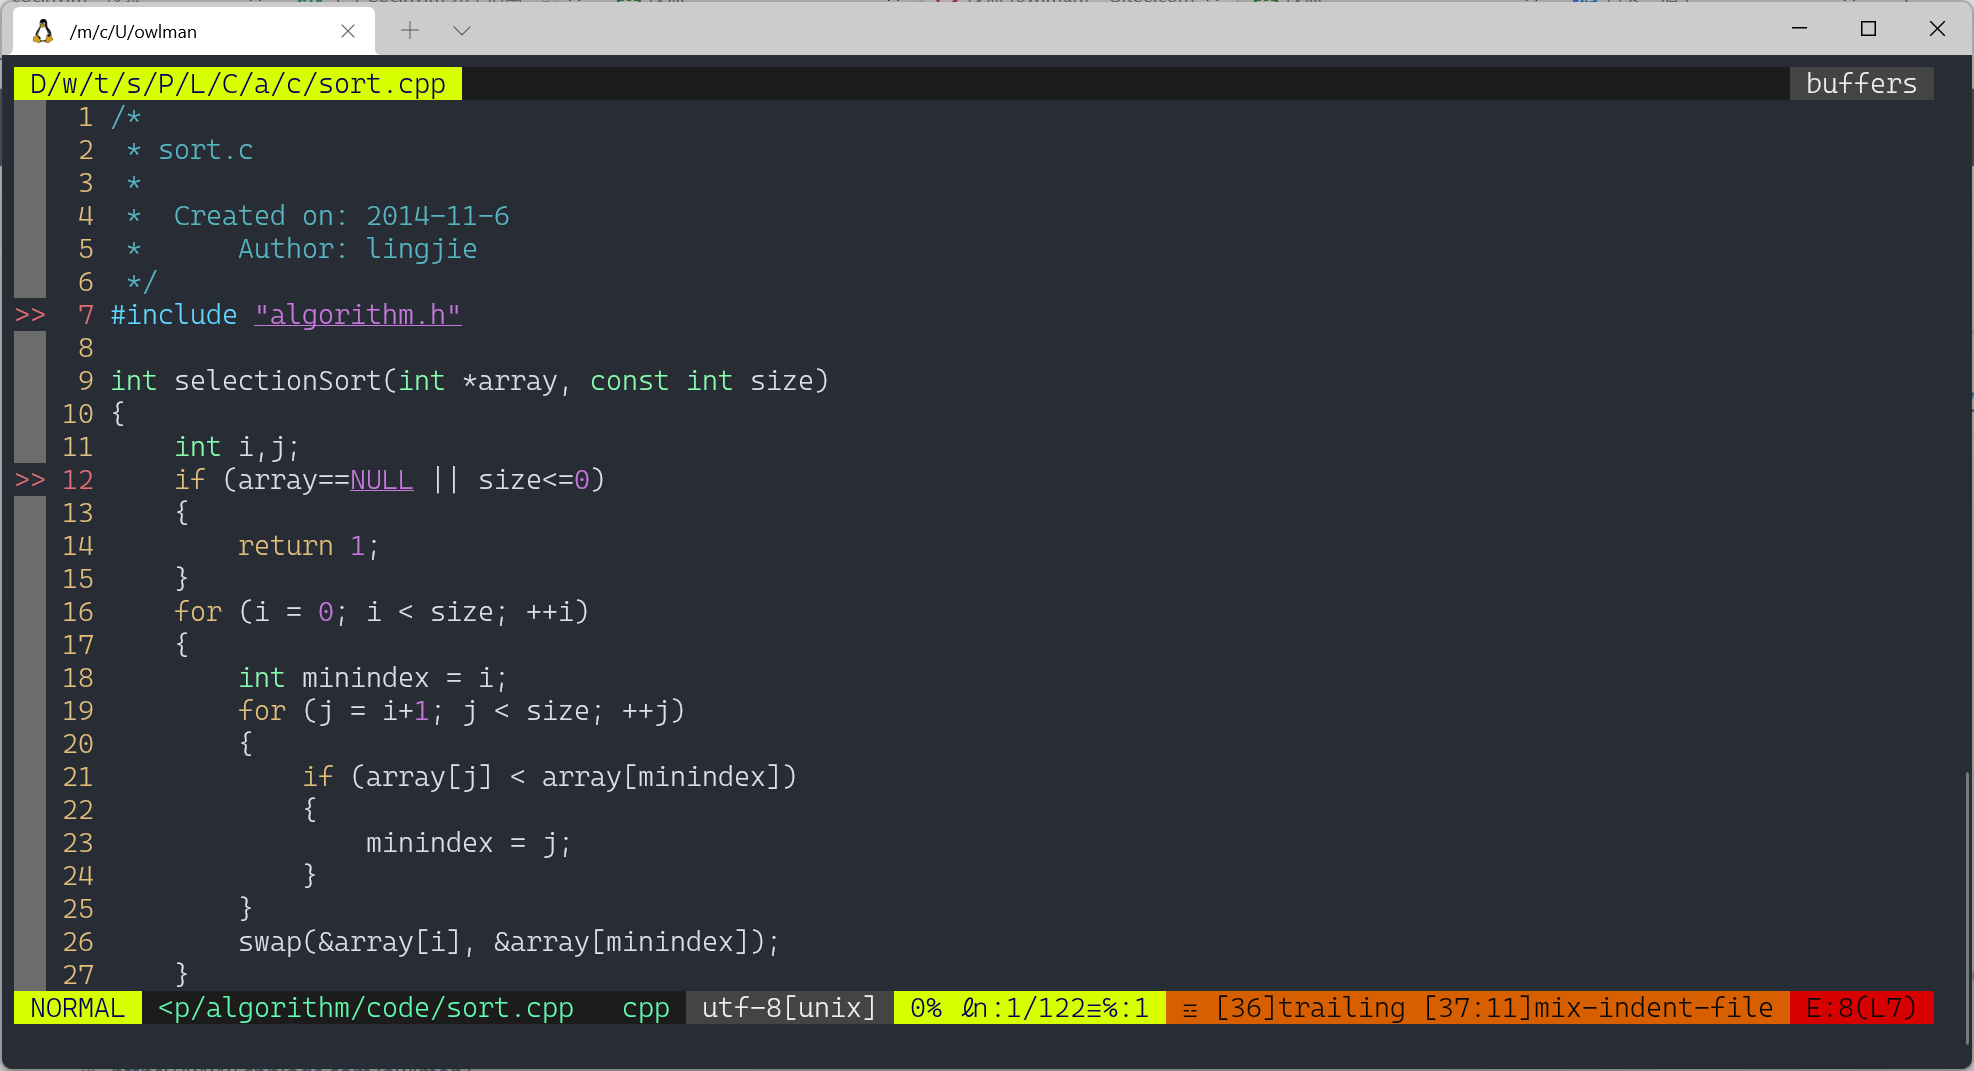 /m/c/U/owlman
D/w/t/s/P/L/C/a/c/sort.cpp buffers
1 /*
2  * sort.c
3  *
4  *  Created on: 2014-11-6
5  *      Author: lingjie
6  */
>> 7 #include "algorithm.h"
8
9 int selectionSort(int *array, const int size)
10 {
11     int i,j;
>> 12     if (array==NULL || size<=0)
13     {
14         return 1;
15     }
16     for (i = 0; i < size; ++i)
17     {
18         int minindex = i;
19         for (j = i+1; j < size; ++j)
20         {
21             if (array[j] < array[minindex])
22             {
23                 minindex = j;
24             }
25         }
26         swap(&array[i], &array[minindex]);
27     }
NORMAL <p/algorithm/code/sort.cpp   cpp utf-8[unix] 0% ㏑:1/122≡℅:1 ☲ [36]trailing [37:11]mix-indent-file E:8(L7)